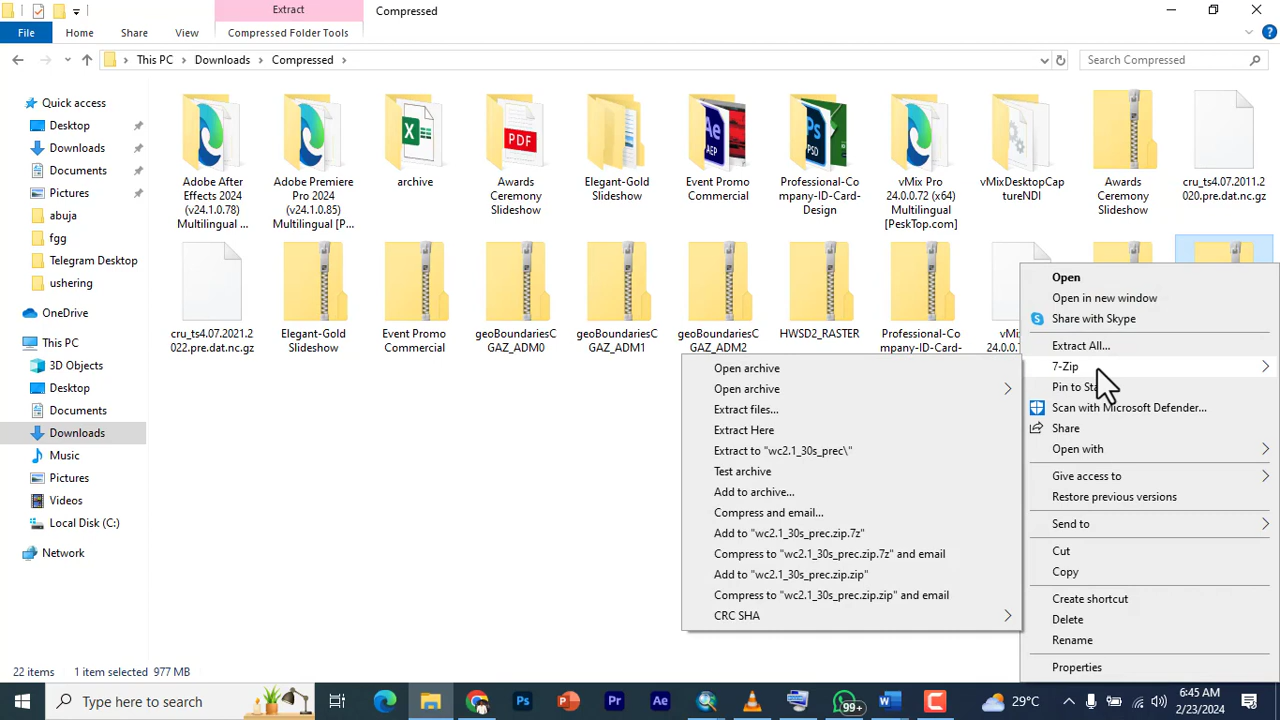 Extract
Compressed
File
Home
Share
View
Compressed Folder Tools
This PC
Downloads
Compressed
Search Compressed
Quick access
Desktop
Downloads
Documents
Pictures
abuja
fgg
Telegram Desktop
ushering
OneDrive
This PC
3D Objects
Desktop
Documents
Downloads
Music
Pictures
Videos
Local Disk (C:)
Network
Adobe After
Effects 2024
(v24.1.0.78)
Multilingual ...
Adobe Premiere
Pro 2024
(v24.1.0.85)
Multilingual [P...
X
archive
PDF
Awards
Ceremony
Slideshow
Elegant-Gold
Slideshow
Ae
AEP
Event Promo
Commercial
Ps
PSD
Professional-Co
mpany-ID-Card-
Design
vMix Pro
24.0.0.72 (x64)
Multilingual
[PeskTop.com]
vMixDesktopCap
tureNDI
Awards
Ceremony
Slideshow
cru_ts4.07.2011.2
020.pre.dat.nc.gz
cru_ts4.07.2021.2
022.pre.dat.nc.gz
Elegant-Gold
Slideshow
Event Promo
Commercial
geoBoundariesC
GAZ_ADM0
geoBoundariesC
GAZ_ADM1
geoBoundariesC
GAZ_ADM2
HWSD2_RASTER
Professional-Co
mpany-ID-Card-
Open archive
Open archive
Extract files...
Extract Here
Extract to "wc2.1_30s_prec\"
Test archive
Add to archive...
Compress and email...
Add to "wc2.1_30s_prec.zip.7z"
Compress to "wc2.1_30s_prec.zip.7z" and email
Add to "wc2.1_30s_prec.zip.zip"
Compress to "wc2.1_30s_prec.zip.zip" and email
CRC SHA
Open
Open in new window
Share with Skype
Extract All...
7-Zip
Pin to
Scan with Microsoft Defender...
Share
Open with
Give access to
Restore previous versions
Send to
Cut
Copy
Create shortcut
Delete
Rename
Properties
22 items
1 item selected 977 MB
Type here to search
Ps
Pr
Ae
99+
29°C
6:45 AM
2/23/2024